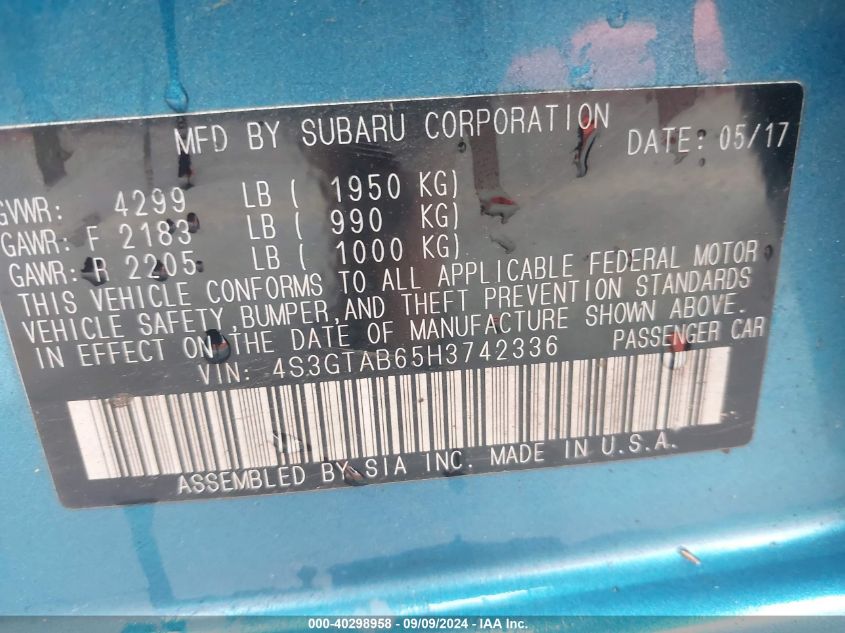 MFD BY SUBARU CORPORATION DATE: 05/17
GVWR: 4299 LB ( 1950 KG)
GAWR: F 2183 LB ( 990 KG)
GAWR: R 2205 LB ( 1000 KG)
THIS VEHICLE CONFORMS TO ALL APPLICABLE FEDERAL MOTOR
VEHICLE SAFETY, BUMPER, AND THEFT PREVENTION STANDARDS
IN EFFECT ON THE DATE OF MANUFACTURE SHOWN ABOVE.
VIN: 4S3GTAB65H3742336 PASSENGER CAR
ASSEMBLED BY SIA INC. MADE IN U.S.A.
000-40298958 - 09/09/2024 - IAAI.com